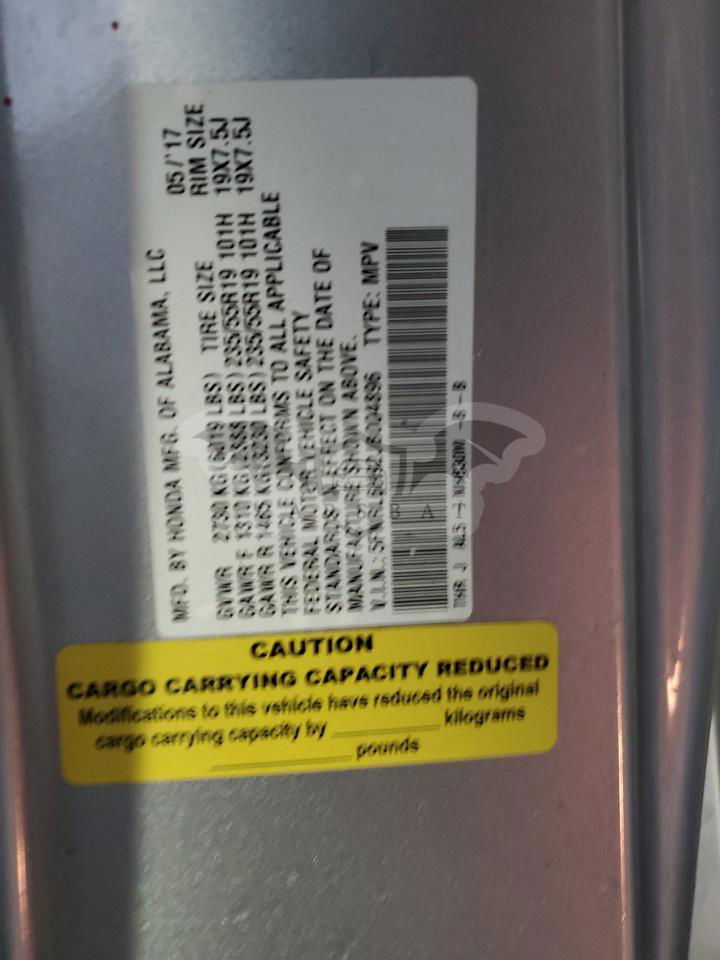 MFD. BY HONDA MFG. OF ALABAMA, LLC 05/'17
GVWR 2730 KG (6019 LBS) TIRE SIZE RIM SIZE
GAWR F 1310 KG (2888 LBS) 235/55R19 101H 19X7.5J
GAWR R 1465 KG (3230 LBS) 235/55R19 101H 19X7.5J
THIS VEHICLE CONFORMS TO ALL APPLICABLE
FEDERAL MOTOR VEHICLE SAFETY
STANDARDS IN EFFECT ON THE DATE OF
MANUFACTURE SHOWN ABOVE.
V.I.N.: TYPE: MPV
CAUTION
CARGO CARRYING CAPACITY REDUCED
Modifications to this vehicle have reduced the original
cargo carrying capacity by __________ kilograms
__________ pounds